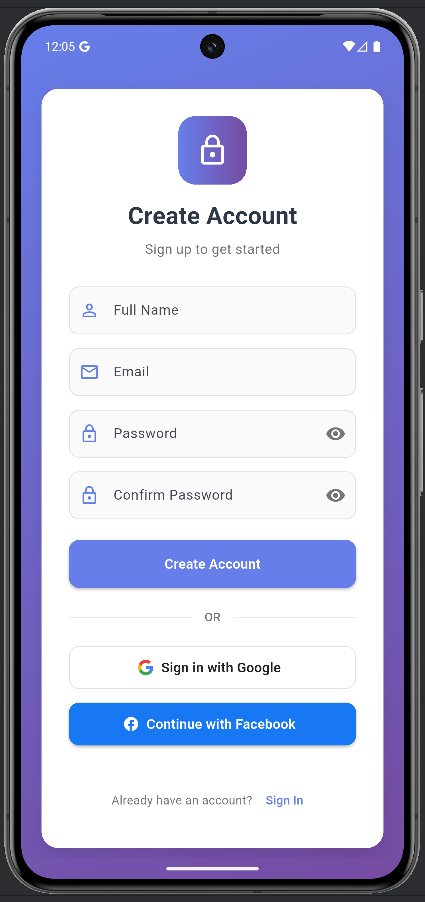 12:05
Create Account
Sign up to get started
Full Name
Email
Password
Confirm Password
Create Account
OR
Sign in with Google
Continue with Facebook
Already have an account? Sign In